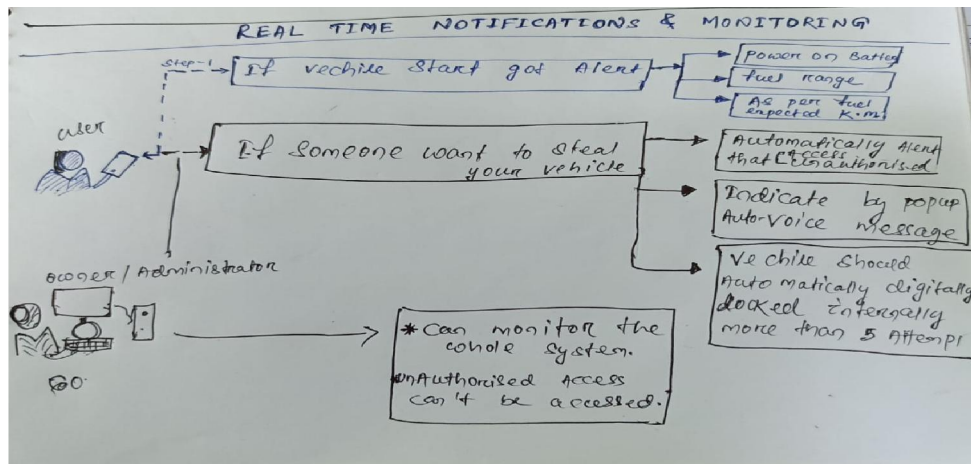 REAL TIME NOTIFICATIONS & MONITORING
Step-1
If vechile Start got Alert
Power on Battery
fuel range
As per fuel
expected K.m.
user
If Someone want to steal
your vehicle
Automatically Alert
that [Unauthorised
Access
Indicate by popup
Auto-Voice message
Vechile Should
Automatically digitally
Locked internally
more than 5 Attempt
owner/Administrator
* Can monitor the
whole system.
UnAuthorised Access
can't be accessed.